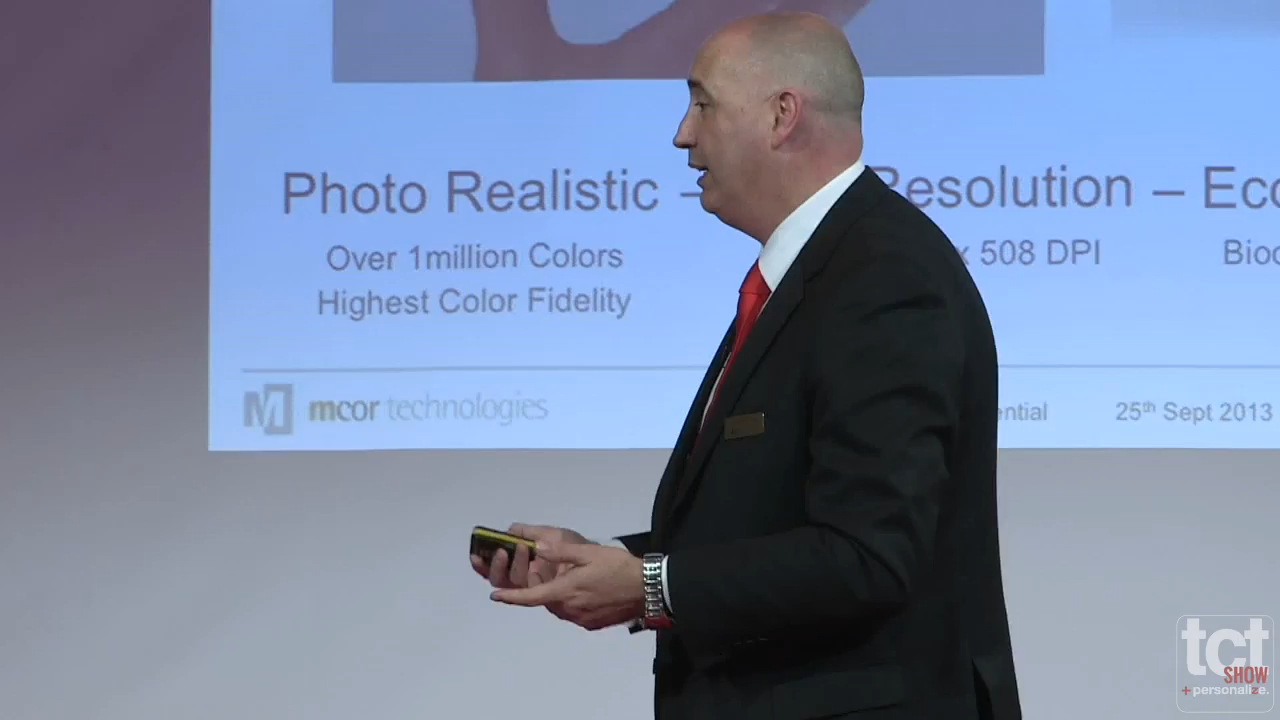 Photo Realistic – Resolution – Eco
Over 1million Colors x 508 DPI Biod
Highest Color Fidelity
M mcor technologies ential 25th Sept 2013
tct
SHOW
+personalize.